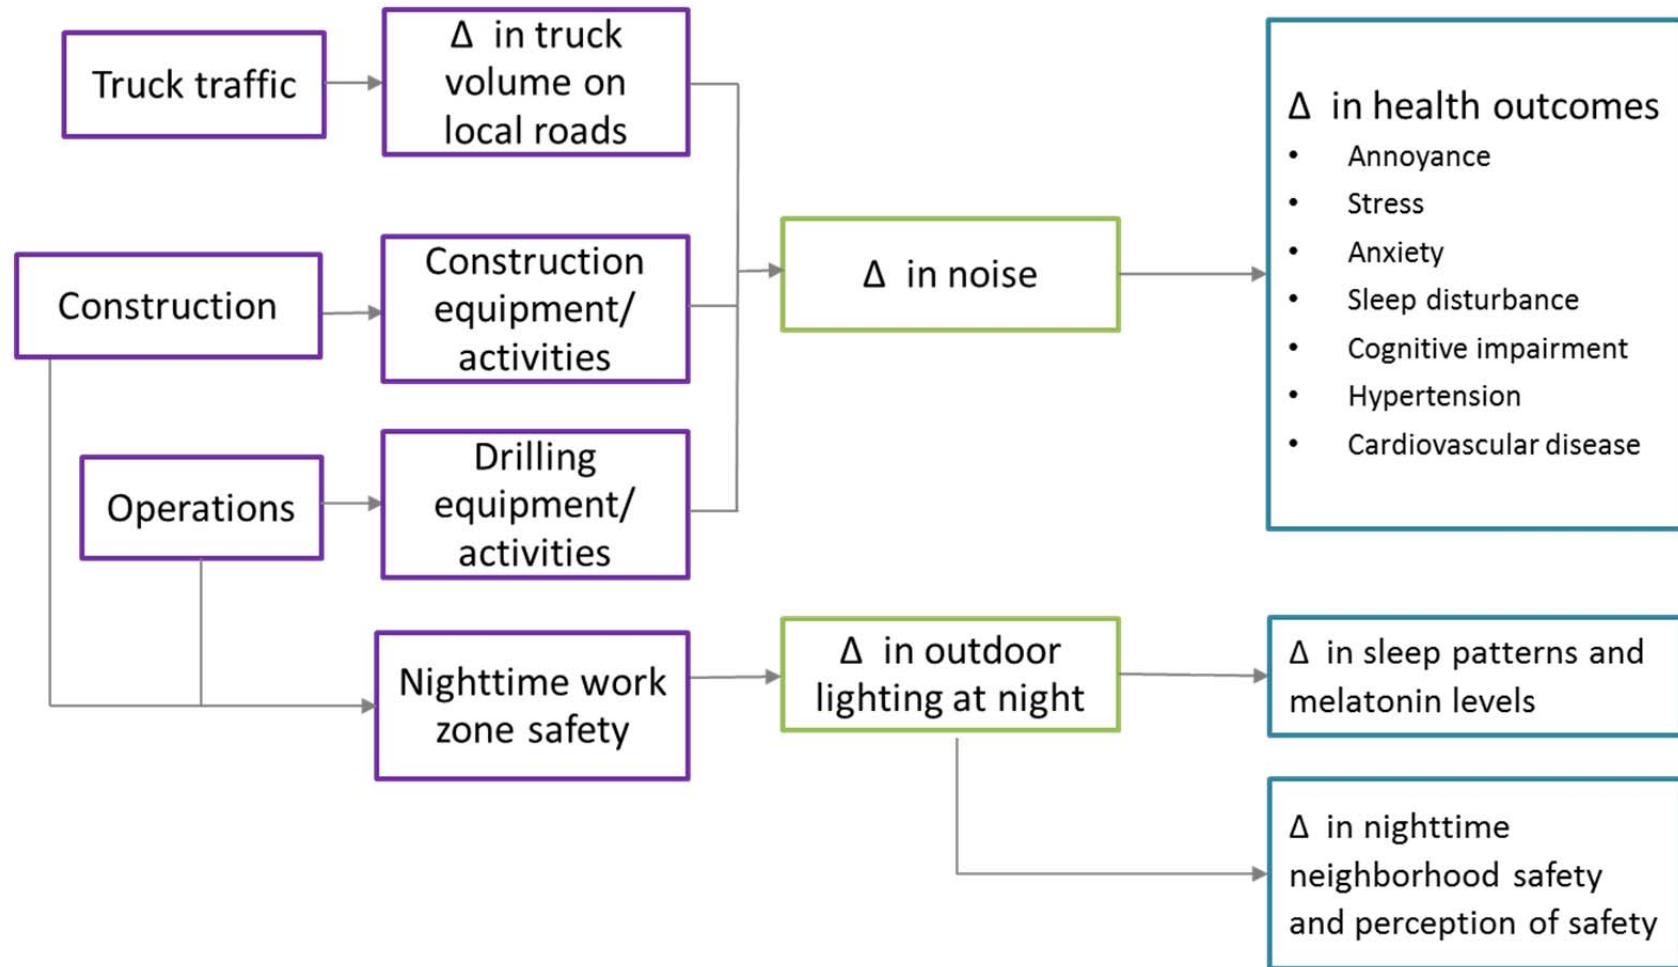 Truck traffic
Δ in truck
volume on
local roads
Construction
Construction
equipment/
activities
Operations
Drilling
equipment/
activities
Nighttime work
zone safety
Δ in noise
Δ in outdoor
lighting at night
Δ in health outcomes
• Annoyance
• Stress
• Anxiety
• Sleep disturbance
• Cognitive impairment
• Hypertension
• Cardiovascular disease
Δ in sleep patterns and
melatonin levels
Δ in nighttime
neighborhood safety
and perception of safety